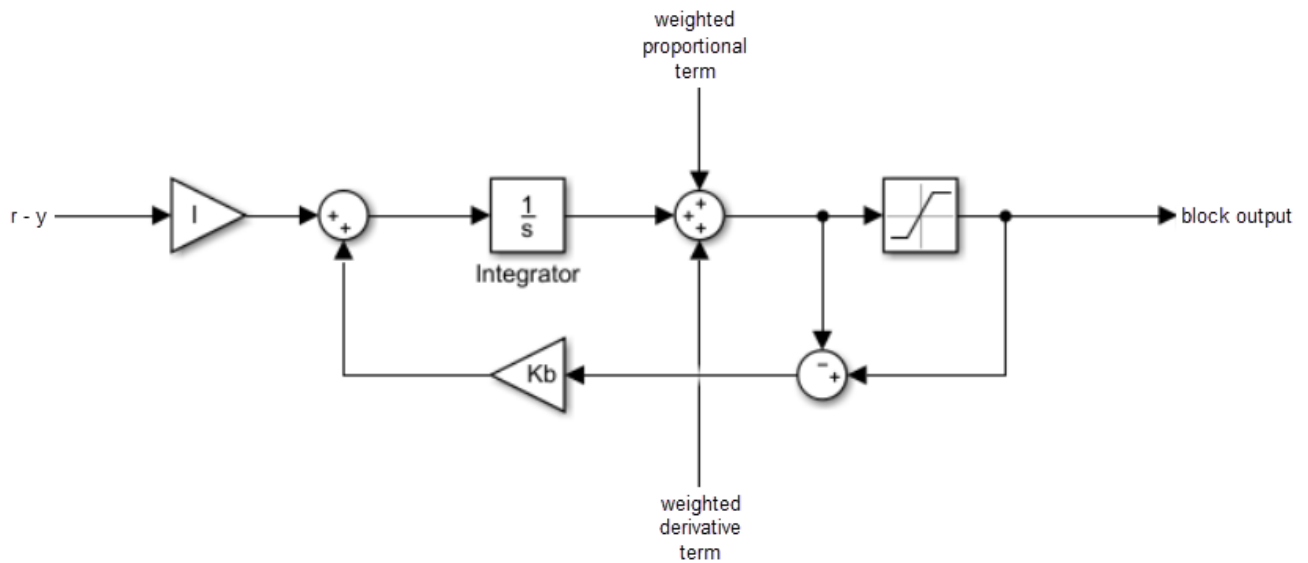 weighted
proportional
term
r - y
I
+
+
1
s
Integrator
+
+
+
block output
Kb
−
+
weighted
derivative
term